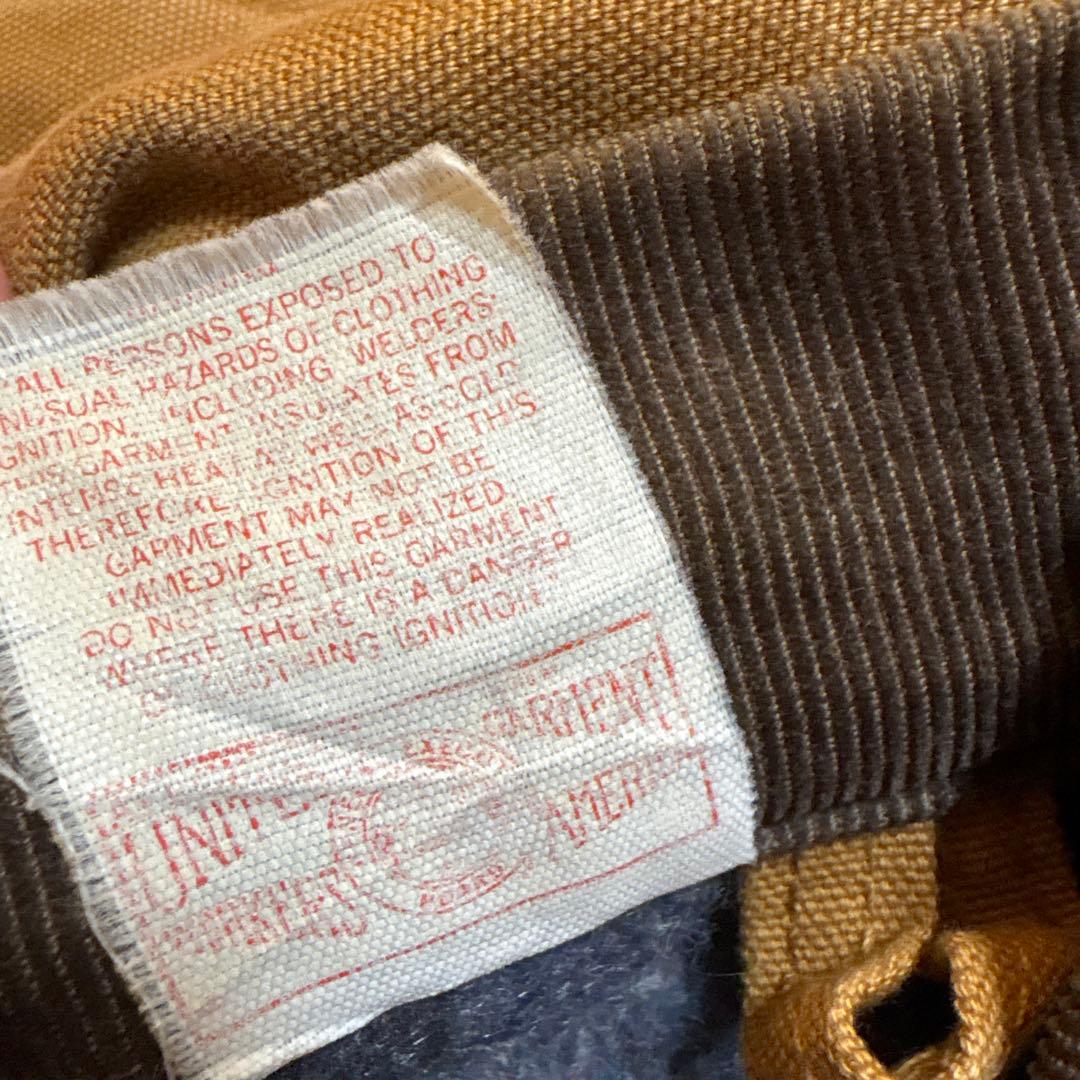 ALL PERSONS EXPOSED TO
UNUSUAL HAZARDS OF CLOTHING
IGNITION, INCLUDING WELDERS:
THIS GARMENT INSULATES FROM
INTENSE HEAT AS WELL AS COLD
THEREFORE IGNITION OF THIS
GARMENT MAY NOT BE
IMMEDIATELY REALIZED.
DO NOT USE THIS GARMENT
WHERE THERE IS A DANGER
OF CLOTHING IGNITION.
UNITED GARMENT
AMERICA